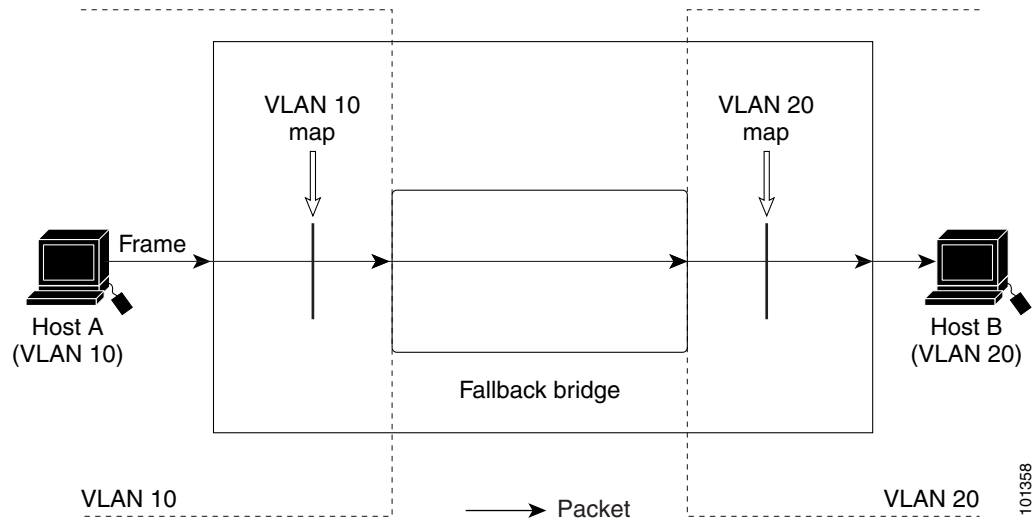 VLAN 10
map
VLAN 20
map
Frame
Host A
(VLAN 10)
Host B
(VLAN 20)
Fallback bridge
VLAN 10
Packet
VLAN 20
101358